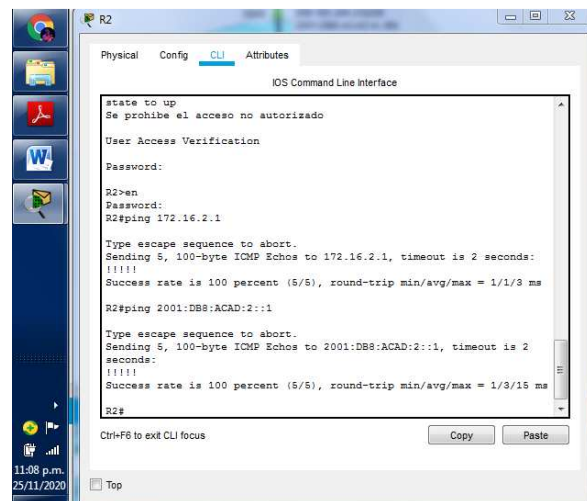 R2
Physical Config CLI Attributes
IOS Command Line Interface
state to up
Se prohibe el acceso no autorizado
User Access Verification
Password:
R2>en
Password:
R2#ping 172.16.2.1
Type escape sequence to abort.
Sending 5, 100-byte ICMP Echos to 172.16.2.1, timeout is 2 seconds:
!!!!!
Success rate is 100 percent (5/5), round-trip min/avg/max = 1/1/3 ms
R2#ping 2001:DB8:ACAD:2::1
Type escape sequence to abort.
Sending 5, 100-byte ICMP Echos to 2001:DB8:ACAD:2::1, timeout is 2
seconds:
!!!!!
Success rate is 100 percent (5/5), round-trip min/avg/max = 1/3/15 ms
R2#
Ctrl+F6 to exit CLI focus
Copy Paste
Top
11:08 p.m.
25/11/2020